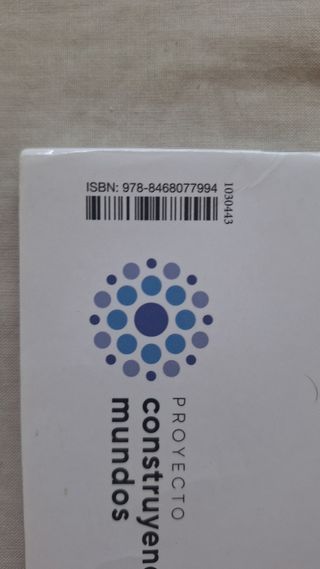 ISBN: 978-8468077994
1030443
PROYECTO
construyen
mundos